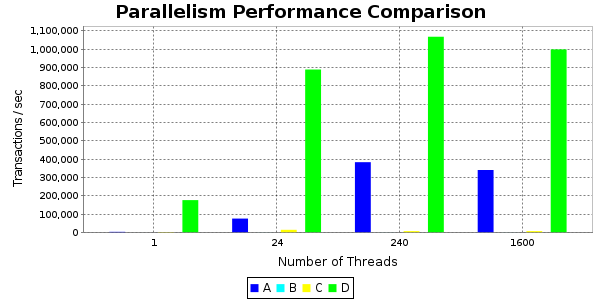 Parallelism Performance Comparison
1,100,000
1,000,000
900,000
800,000
700,000
600,000
500,000
400,000
300,000
200,000
100,000
0
Transactions / sec
1 24 240 1600
Number of Threads
A B C D